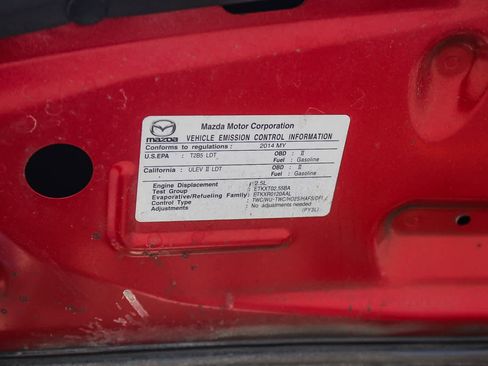 mazda
Mazda Motor Corporation
VEHICLE EMISSION CONTROL INFORMATION
Conforms to regulations : 2014 MY
U.S.EPA : T2B5 LDT OBD : II
Fuel : Gasoline
California : ULEV II LDT OBD : II
Fuel : Gasoline
Engine Displacement : 2.5L
Test Group : ETKXT02.5SBA
Evaporative/Refueling Family: ETKXR0120AAL
Control Type : TWC/WU-TWC/HO2S/HAFS/DFI
Adjustments : No adjustments needed
(PY3L)